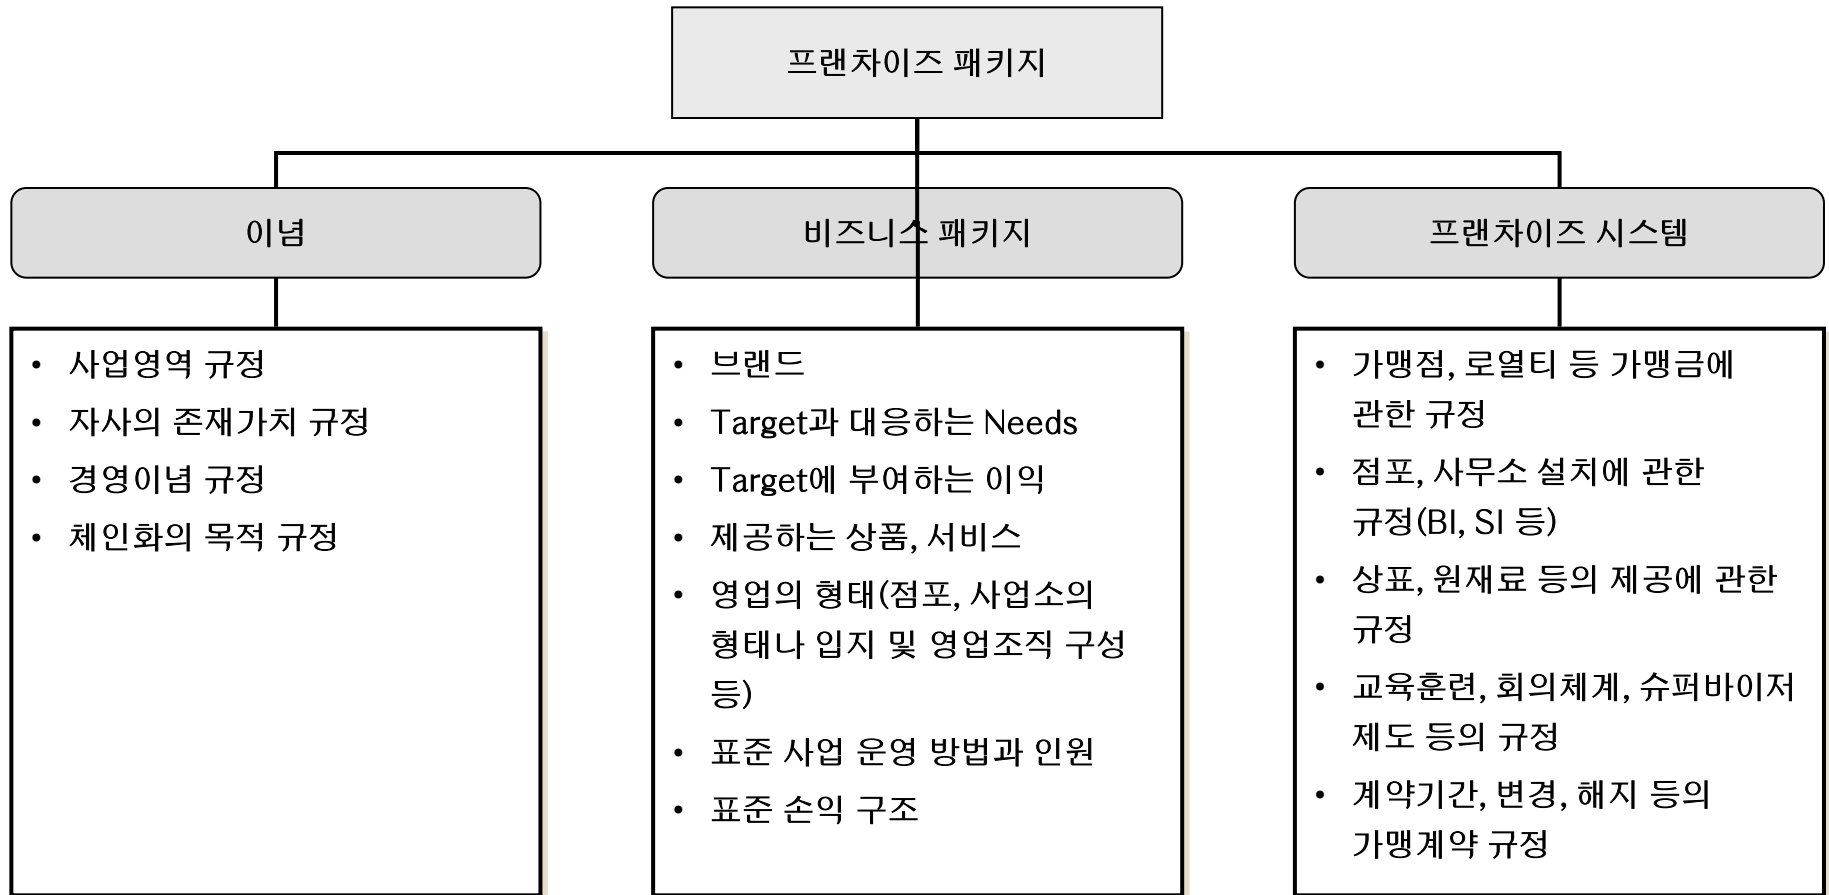 프랜차이즈 패키지
이념
비즈니스 패키지
프랜차이즈 시스템
• 사업영역 규정
• 자사의 존재가치 규정
• 경영이념 규정
• 체인화의 목적 규정
• 브랜드
• Target과 대응하는 Needs
• Target에 부여하는 이익
• 제공하는 상품, 서비스
• 영업의 형태(점포, 사업소의
형태나 입지 및 영업조직 구성
등)
• 표준 사업 운영 방법과 인원
• 표준 손익 구조
• 가맹점, 로열티 등 가맹금에
관한 규정
• 점포, 사무소 설치에 관한
규정(BI, SI 등)
• 상표, 원재료 등의 제공에 관한
규정
• 교육훈련, 회의체계, 슈퍼바이저
제도 등의 규정
• 계약기간, 변경, 해지 등의
가맹계약 규정